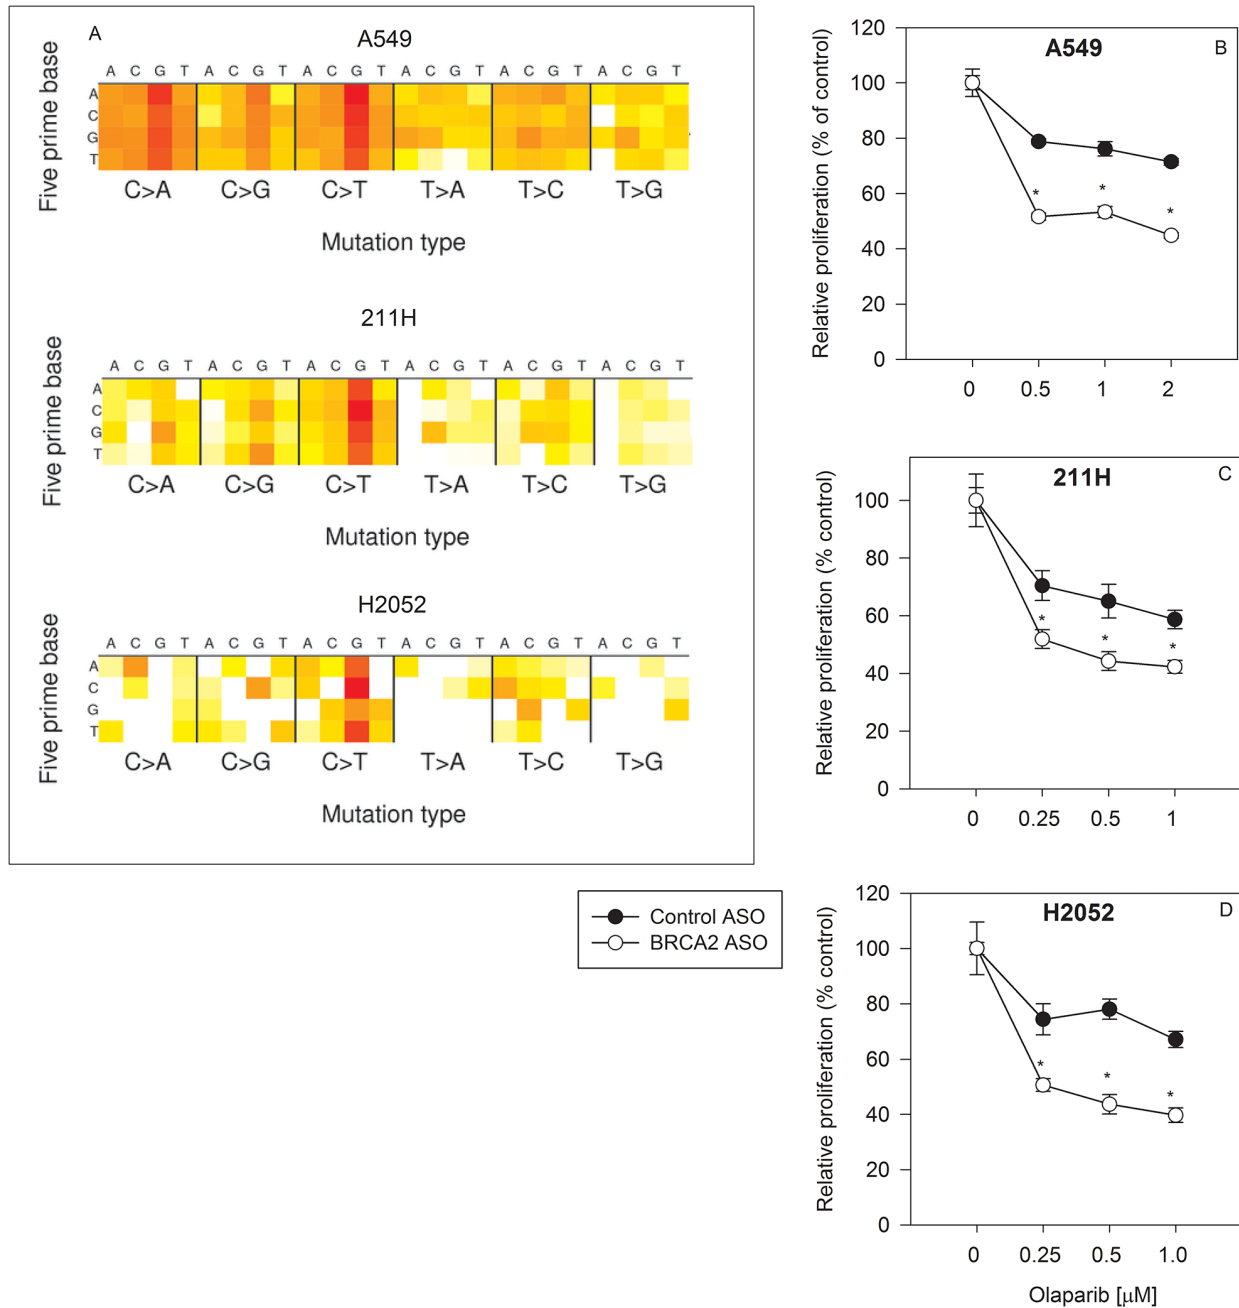 A
A549
A C G T A C G T A C G T A C G T A C G T A C G T
Five prime base
A
C
G
T
C>A C>G C>T T>A T>C T>G
Mutation type
211H
A C G T A C G T A C G T A C G T A C G T A C G T
Five prime base
A
C
G
T
C>A C>G C>T T>A T>C T>G
Mutation type
H2052
A C G T A C G T A C G T A C G T A C G T A C G T
Five prime base
A
C
G
T
C>A C>G C>T T>A T>C T>G
Mutation type
Control ASO
BRCA2 ASO
A549
B
Relative proliferation (% of control)
120
100
80
60
40
20
0
* * *
0 0.5 1 2
211H
C
Relative proliferation (% control)
100
80
60
40
20
0
* * *
0 0.25 0.5 1
H2052
D
Relative proliferation (% control)
120
100
80
60
40
20
0
* * *
0 0.25 0.5 1.0
Olaparib [µM]